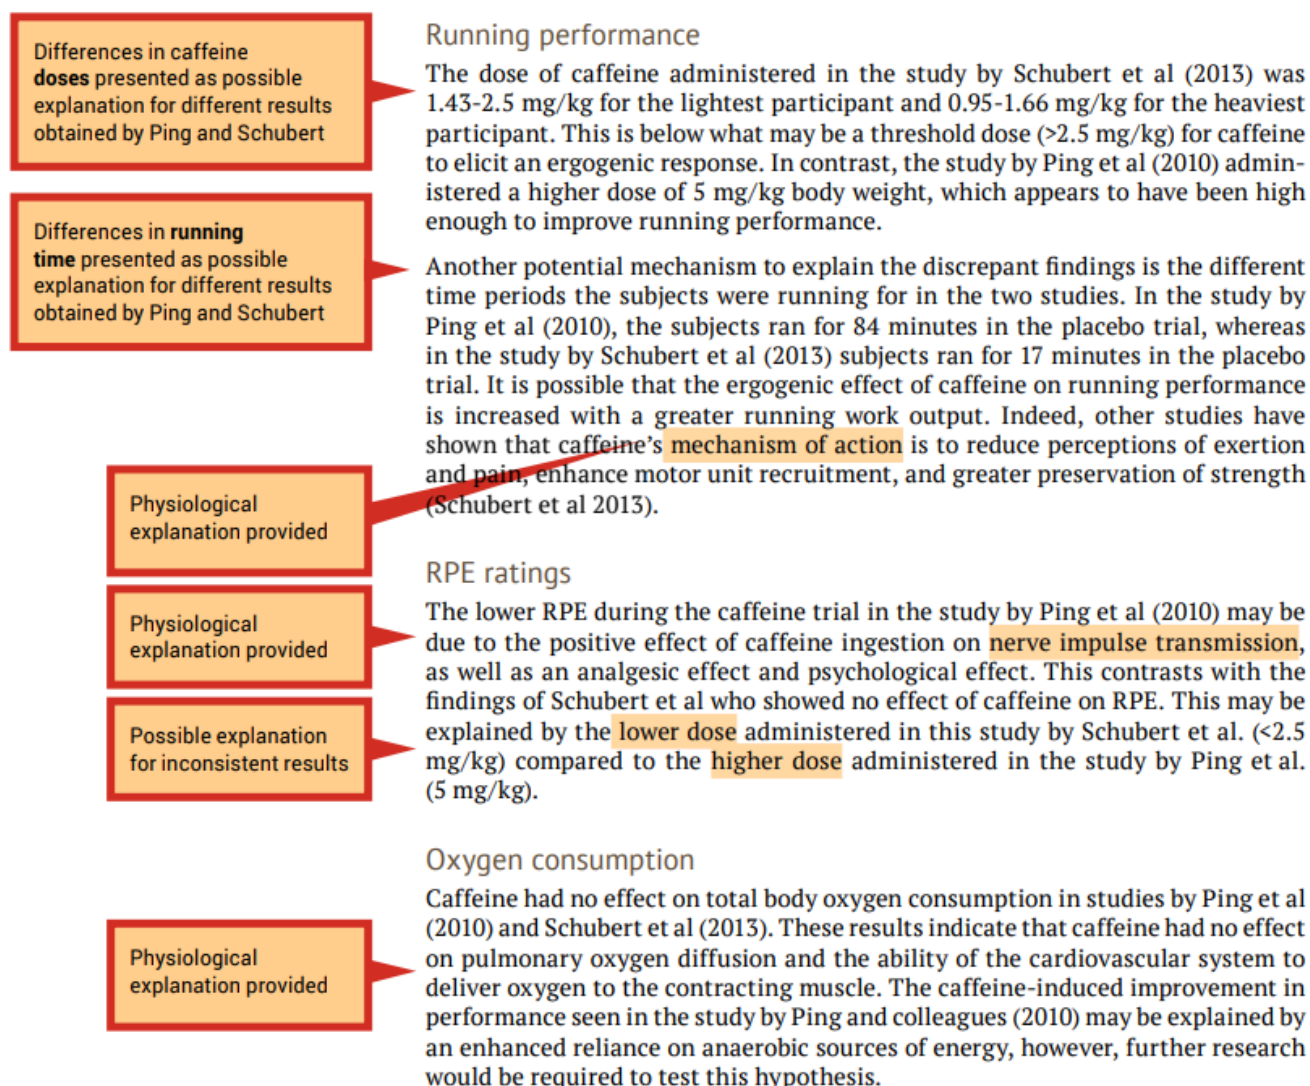 Differences in caffeine
doses presented as possible
explanation for different results
obtained by Ping and Schubert
Running performance
The dose of caffeine administered in the study by Schubert et al (2013) was
1.43-2.5 mg/kg for the lightest participant and 0.95-1.66 mg/kg for the heaviest
participant. This is below what may be a threshold dose (>2.5 mg/kg) for caffeine
to elicit an ergogenic response. In contrast, the study by Ping et al (2010) admin-
istered a higher dose of 5 mg/kg body weight, which appears to have been high
enough to improve running performance.
Differences in running
time presented as possible
explanation for different results
obtained by Ping and Schubert
Another potential mechanism to explain the discrepant findings is the different
time periods the subjects were running for in the two studies. In the study by
Ping et al (2010), the subjects ran for 84 minutes in the placebo trial, whereas
in the study by Schubert et al (2013) subjects ran for 17 minutes in the placebo
trial. It is possible that the ergogenic effect of caffeine on running performance
is increased with a greater running work output. Indeed, other studies have
shown that caffeine's mechanism of action is to reduce perceptions of exertion
and pain, enhance motor unit recruitment, and greater preservation of strength
(Schubert et al 2013).
Physiological
explanation provided
RPE ratings
Physiological
explanation provided
The lower RPE during the caffeine trial in the study by Ping et al (2010) may be
due to the positive effect of caffeine ingestion on nerve impulse transmission,
as well as an analgesic effect and psychological effect. This contrasts with the
findings of Schubert et al who showed no effect of caffeine on RPE. This may be
explained by the lower dose administered in this study by Schubert et al. (<2.5
mg/kg) compared to the higher dose administered in the study by Ping et al.
(5 mg/kg).
Possible explanation
for inconsistent results
Oxygen consumption
Caffeine had no effect on total body oxygen consumption in studies by Ping et al
(2010) and Schubert et al (2013). These results indicate that caffeine had no effect
on pulmonary oxygen diffusion and the ability of the cardiovascular system to
deliver oxygen to the contracting muscle. The caffeine-induced improvement in
performance seen in the study by Ping and colleagues (2010) may be explained by
an enhanced reliance on anaerobic sources of energy, however, further research
would be required to test this hypothesis.
Physiological
explanation provided